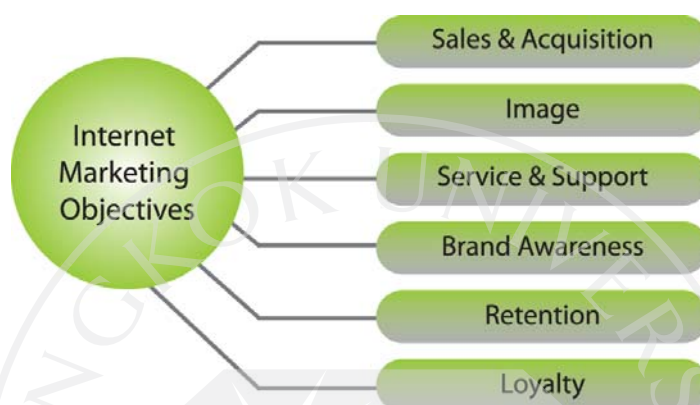 Internet
Marketing
Objectives
Sales & Acquisition
Image
Service & Support
Brand Awareness
Retention
Loyalty